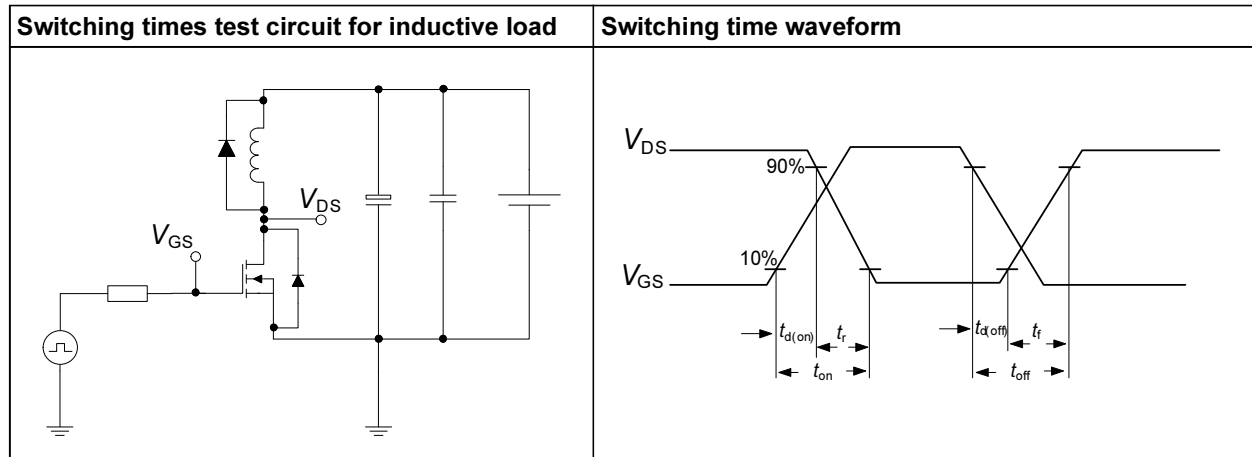 Switching times test circuit for inductive load
Switching time waveform
VDS
VGS
VDS
90%
10%
VGS
td(on)
tr
td(off)
tf
ton
toff